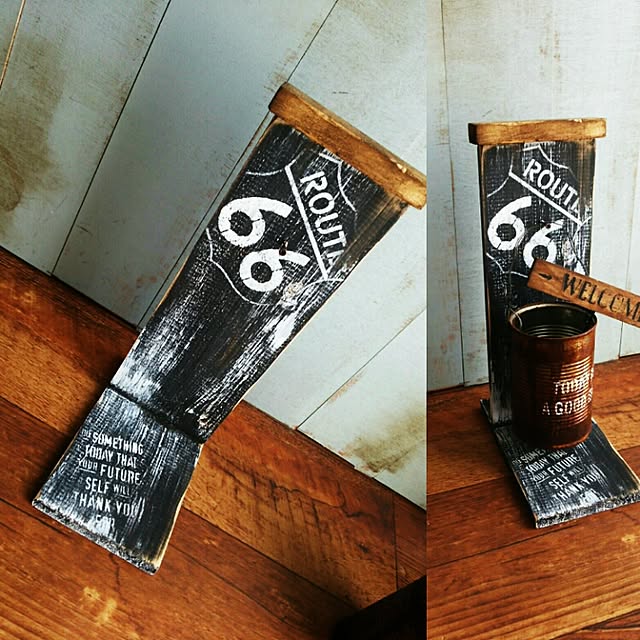 ROUTE
66
DO SOMETHING
TODAY THAT
YOUR FUTURE
SELF WILL
THANK YOU
FOR.
ROUTE
66
WELCOME
TODAY
A GOOD
SOMETHING
TODAY THAT
YOUR FUTURE
SELF WILL
THANK YOU